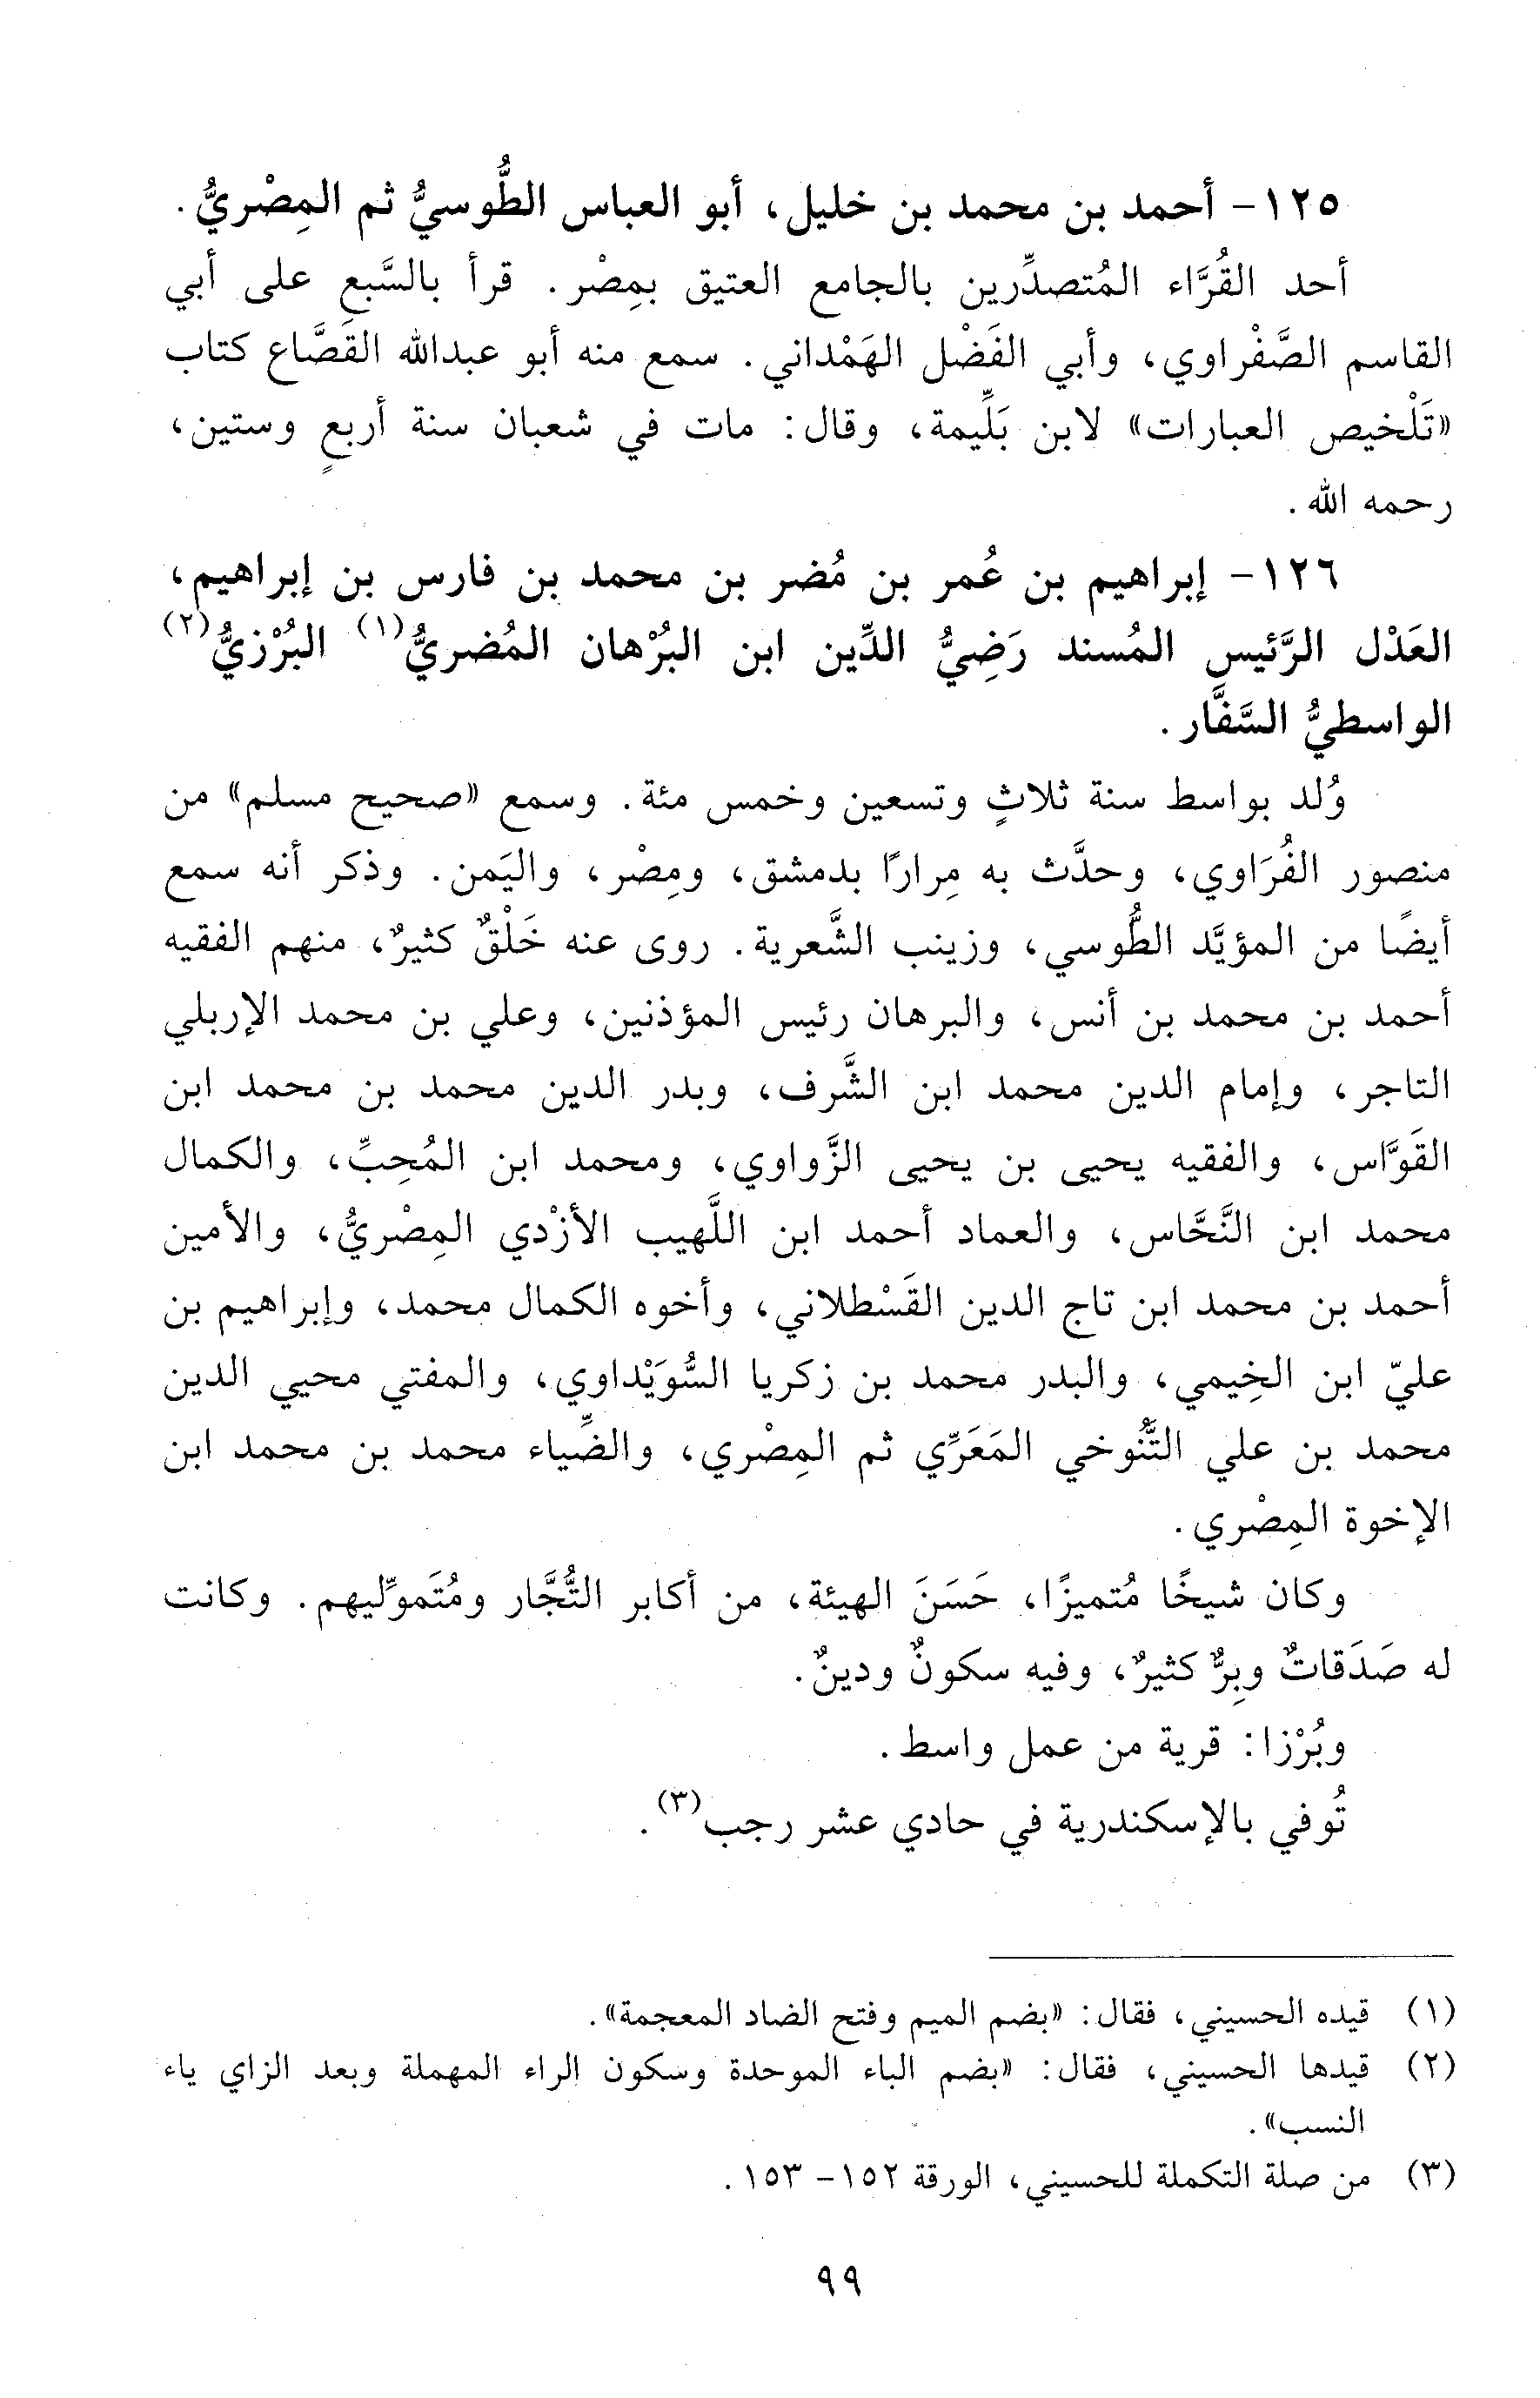 ١٢٥- أحمد بن محمد بن خليل، أبو العباس الطُّوسيُّ ثم المِصْريُّ.
أحد القُرَّاء المُتصدِّرين بالجامع العتيق بمِصْر. قرأ بالسَّبعِ على أبي
القاسم الصَّفْراوي، وأبي الفَضْل الهَمْداني. سمع منه أبو عبدالله القَصَّاع كتاب
«تَلْخيص العبارات» لابن بَلِّيمة، وقال: مات في شعبان سنة أربعٍ وستين،
رحمه الله.
١٢٦- إبراهيم بن عُمر بن مُضر بن محمد بن فارس بن إبراهيم،
العَدْل الرَّئيس المُسند رَضِيُّ الدِّين ابن البُرْهان المُضريُّ(١) البُرْزيُّ(٢)
الواسطيُّ السَّفَّار.
وُلد بواسط سنة ثلاثٍ وتسعين وخمس مئة. وسمع «صحيح مسلم» من
منصور الفُرَاوي، وحدَّث به مِرارًا بدمشق، ومِصْر، واليَمن. وذكر أنه سمع
أيضًا من المؤيَّد الطُّوسي، وزينب الشَّعرية. روى عنه خَلْقٌ كثيرٌ، منهم الفقيه
أحمد بن محمد بن أنس، والبرهان رئيس المؤذنين، وعلي بن محمد الإربلي
التاجر، وإمام الدين محمد ابن الشَّرف، وبدر الدين محمد بن محمد ابن
القَوَّاس، والفقيه يحيى بن يحيى الزَّواوي، ومحمد ابن المُحِبِّ، والكمال
محمد ابن النَّحَّاس، والعماد أحمد ابن اللَّهيب الأزْدي المِصْريُّ، والأمين
أحمد بن محمد ابن تاج الدين القَسْطلاني، وأخوه الكمال محمد، وإبراهيم بن
عليّ ابن الخِيمي، والبدر محمد بن زكريا السُّوَيْداوي، والمفتي محيي الدين
محمد بن علي التَّنُوخي المَعَرِّي ثم المِصْري، والضِّياء محمد بن محمد ابن
الإخوة المِصْري.
وكان شيخًا مُتميزًا، حَسَنَ الهيئة، من أكابر التُّجَّار ومُتَموِّليهم. وكانت
له صَدَقاتٌ وبِرٌّ كثيرٌ، وفيه سكونٌ ودينٌ.
وبُرْزا: قرية من عمل واسط.
تُوفي بالإسكندرية في حادي عشر رجب(٣).
(١) قيده الحسيني، فقال: «بضم الميم وفتح الضاد المعجمة».
(٢) قيدها الحسيني، فقال: «بضم الباء الموحدة وسكون الراء المهملة وبعد الزاي ياء
النسب».
(٣) من صلة التكملة للحسيني، الورقة ١٥٢- ١٥٣.
٩٩